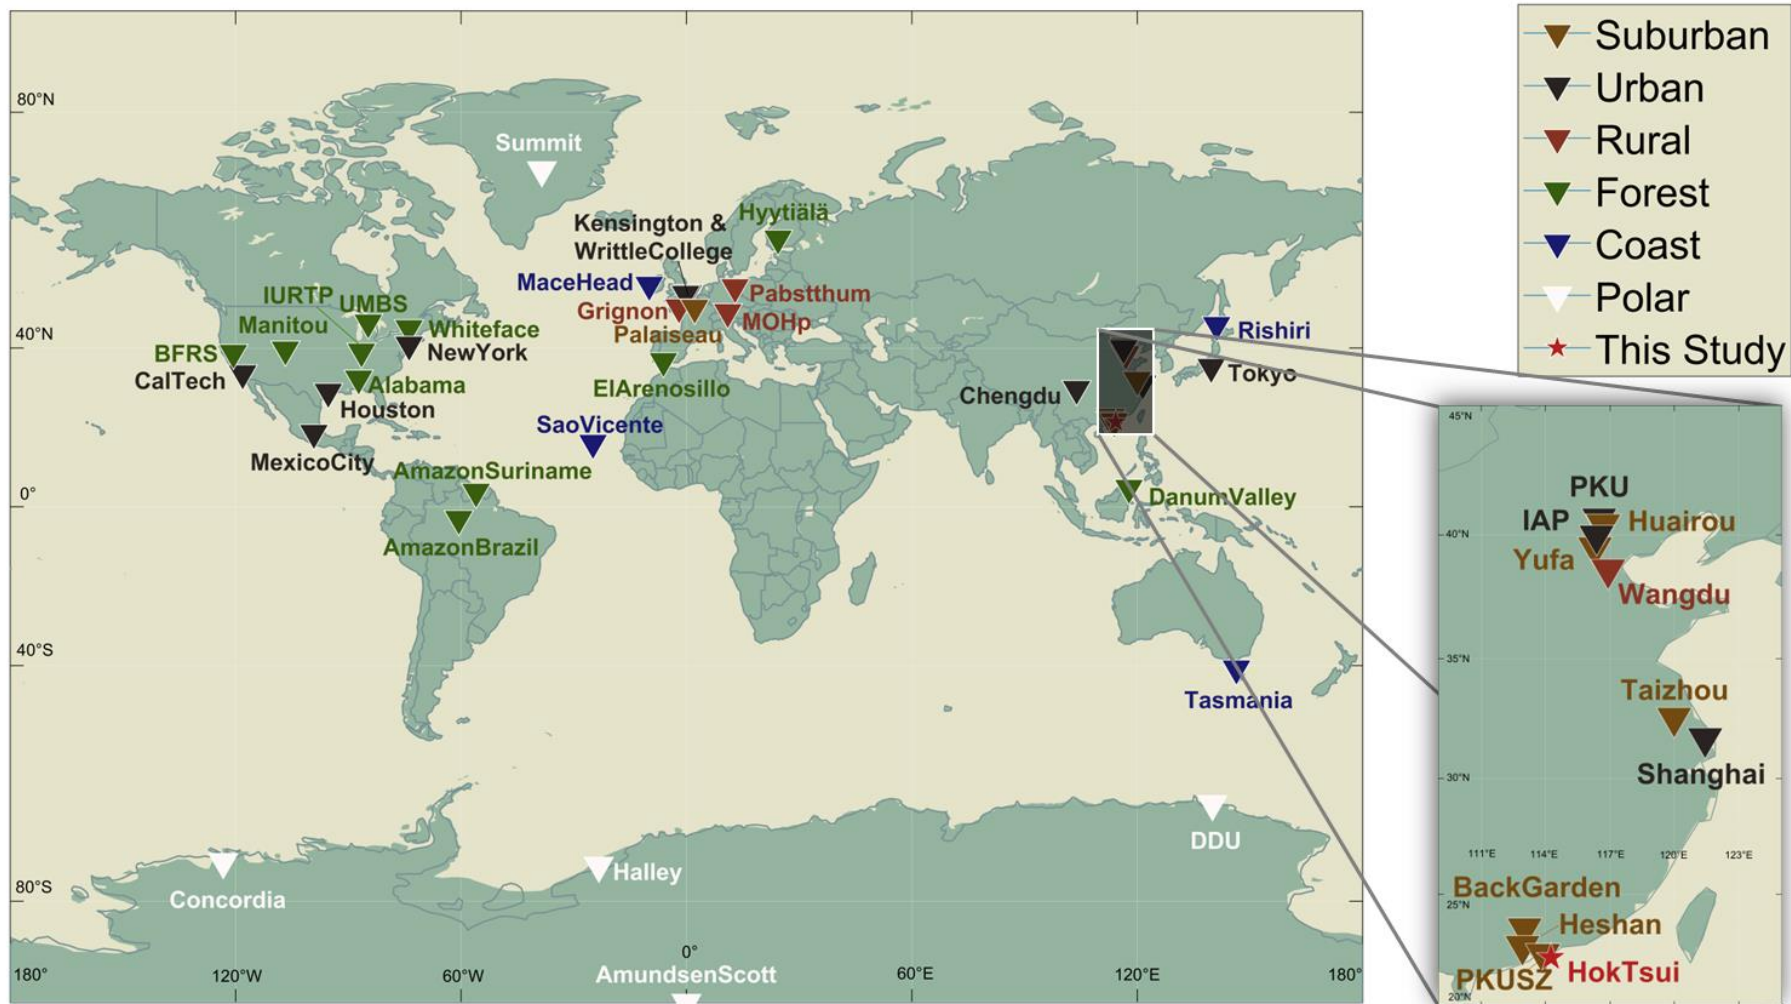 Suburban
Urban
Rural
Forest
Coast
Polar
This Study
80°N
40°N
0°
40°S
80°S
180°
120°W
60°W
0°
60°E
120°E
180°
Summit
Kensington &
WrittleCollege
Hyytiälä
MaceHead
Grignon
Palaiseau
Pabstthum
MOHp
ElArenosillo
SaoVicente
IURTP
UMBS
Manitou
Whiteface
NewYork
BFRS
CalTech
Alabama
Houston
MexicoCity
AmazonSuriname
AmazonBrazil
Rishiri
Tokyo
Chengdu
DanumValley
Tasmania
DDU
Halley
Concordia
AmundsenScott
45°N
40°N
35°N
30°N
25°N
20°N
111°E
114°E
117°E
120°E
123°E
PKU
IAP
Huairou
Yufa
Wangdu
Taizhou
Shanghai
BackGarden
Heshan
PKUSZ
HokTsui